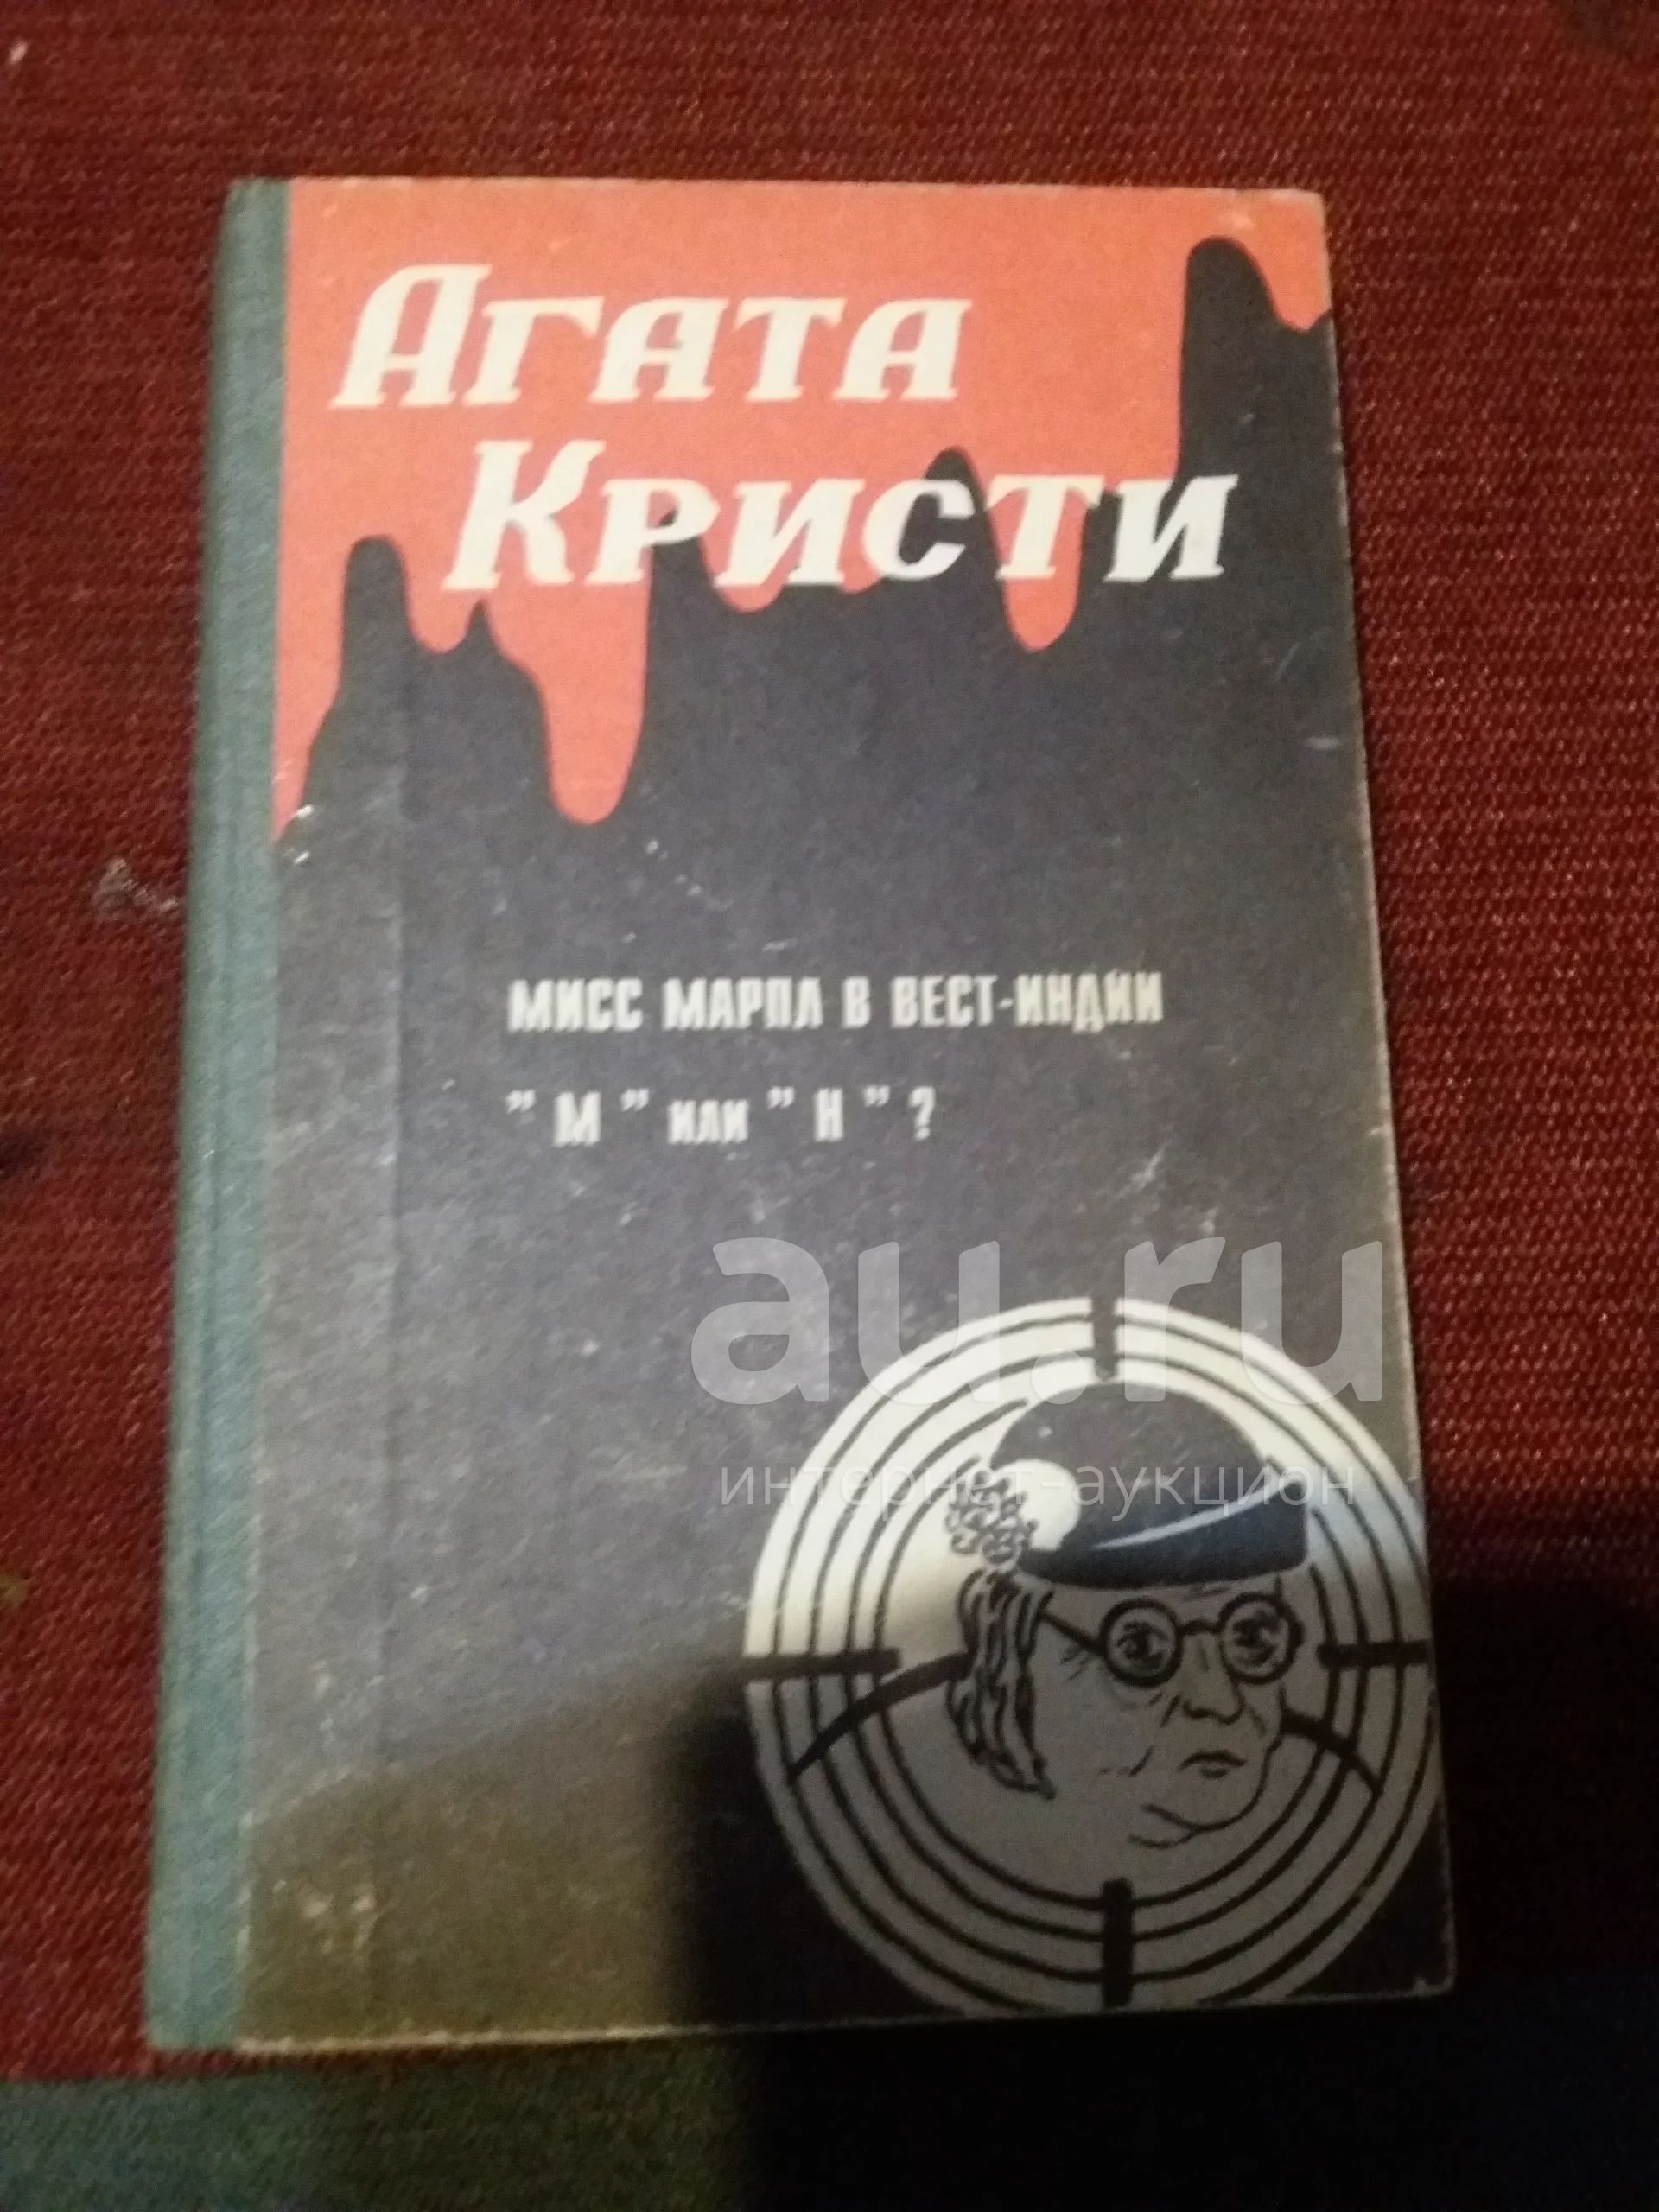 Агата
Кристи
МИСС МАРПЛ В ВЕСТ-ИНДИИ
" М " или " Н " ?
au.ru
интернет-аукцион